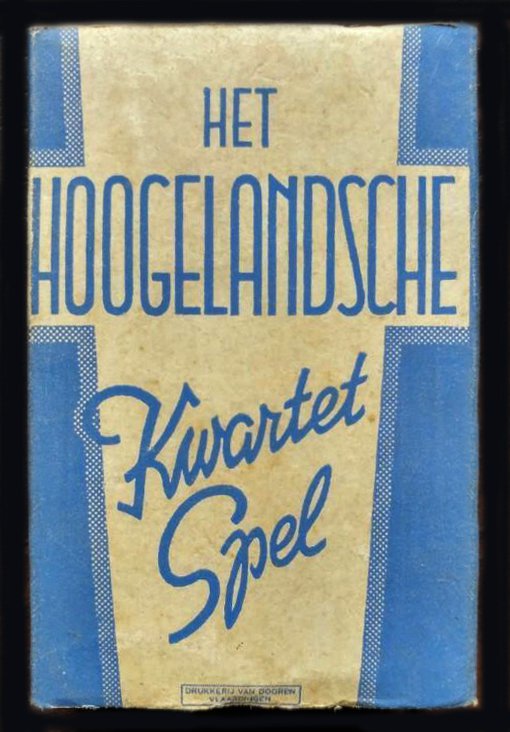 HET
HOOGELANDSCHE
Kwartet
Spel
DRUKKERIJ VAN DOOREN
VLAARDINGEN